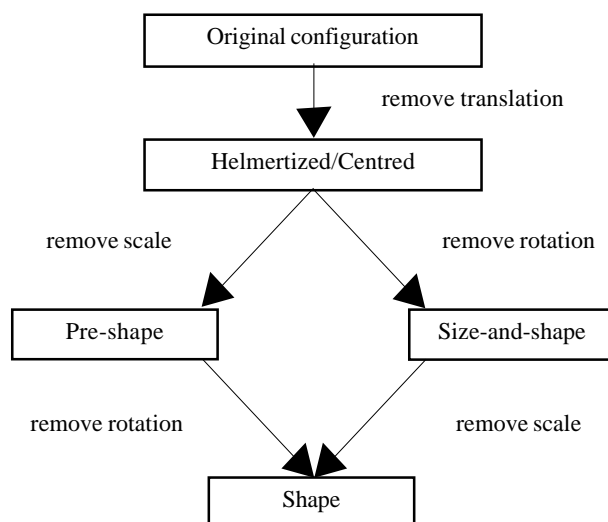 Original configuration
remove translation
Helmertized/Centred
remove scale
remove rotation
Pre-shape
Size-and-shape
remove rotation
remove scale
Shape